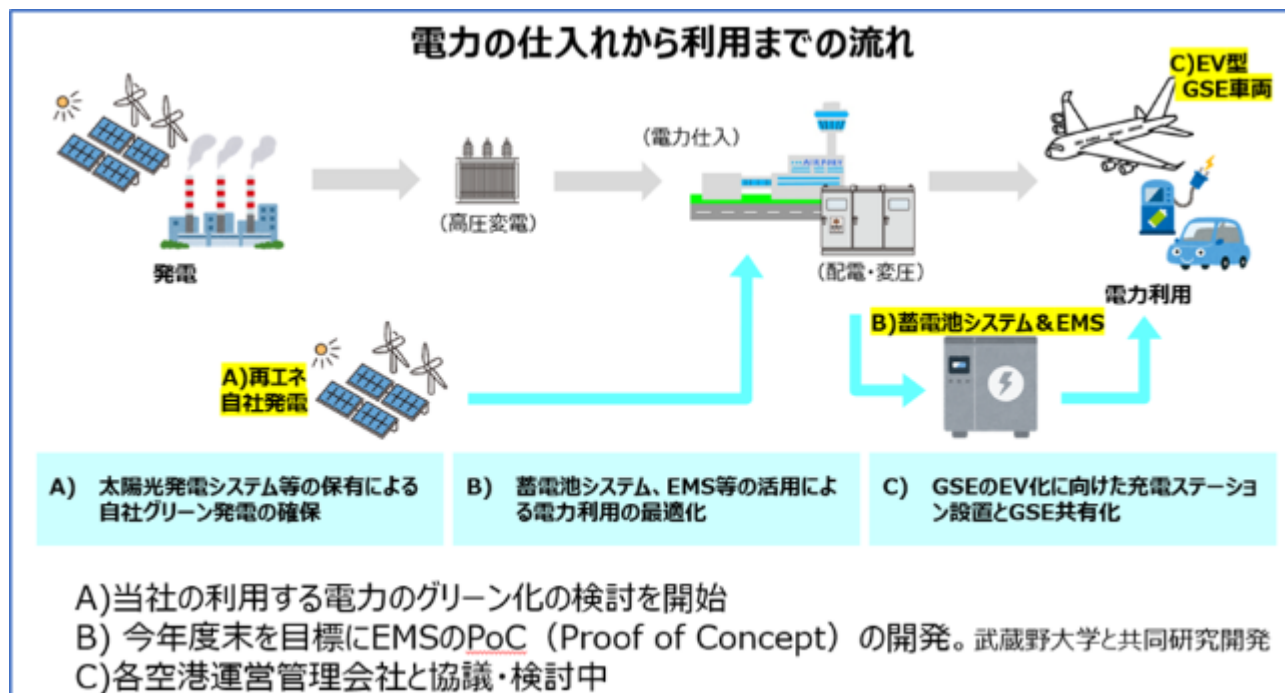 電力の仕入れから利用までの流れ
C)EV型
GSE車両
(電力仕入)
AIRPORT
(高圧変電)
(配電・変圧)
発電
電力利用
B)蓄電池システム&EMS
A)再エネ
自社発電
A) 太陽光発電システム等の保有による
自社グリーン発電の確保
B) 蓄電池システム、EMS等の活用によ
る電力利用の最適化
C) GSEのEV化に向けた充電ステーショ
ン設置とGSE共有化
A)当社の利用する電力のグリーン化の検討を開始
B) 今年度末を目標にEMSのPoC(Proof of Concept)の開発。武蔵野大学と共同研究開発
C)各空港運営管理会社と協議・検討中